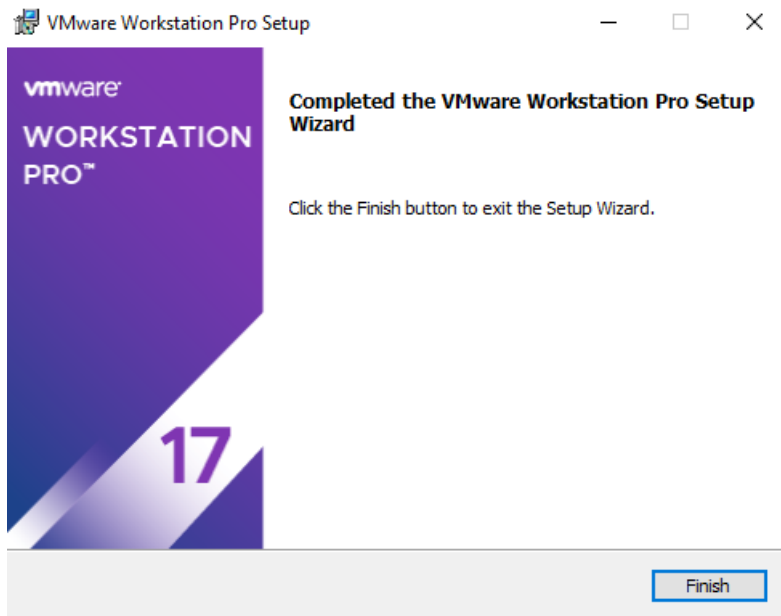 VMware Workstation Pro Setup
vmware®
WORKSTATION
PRO™
Completed the VMware Workstation Pro Setup
Wizard
Click the Finish button to exit the Setup Wizard.
17
Finish